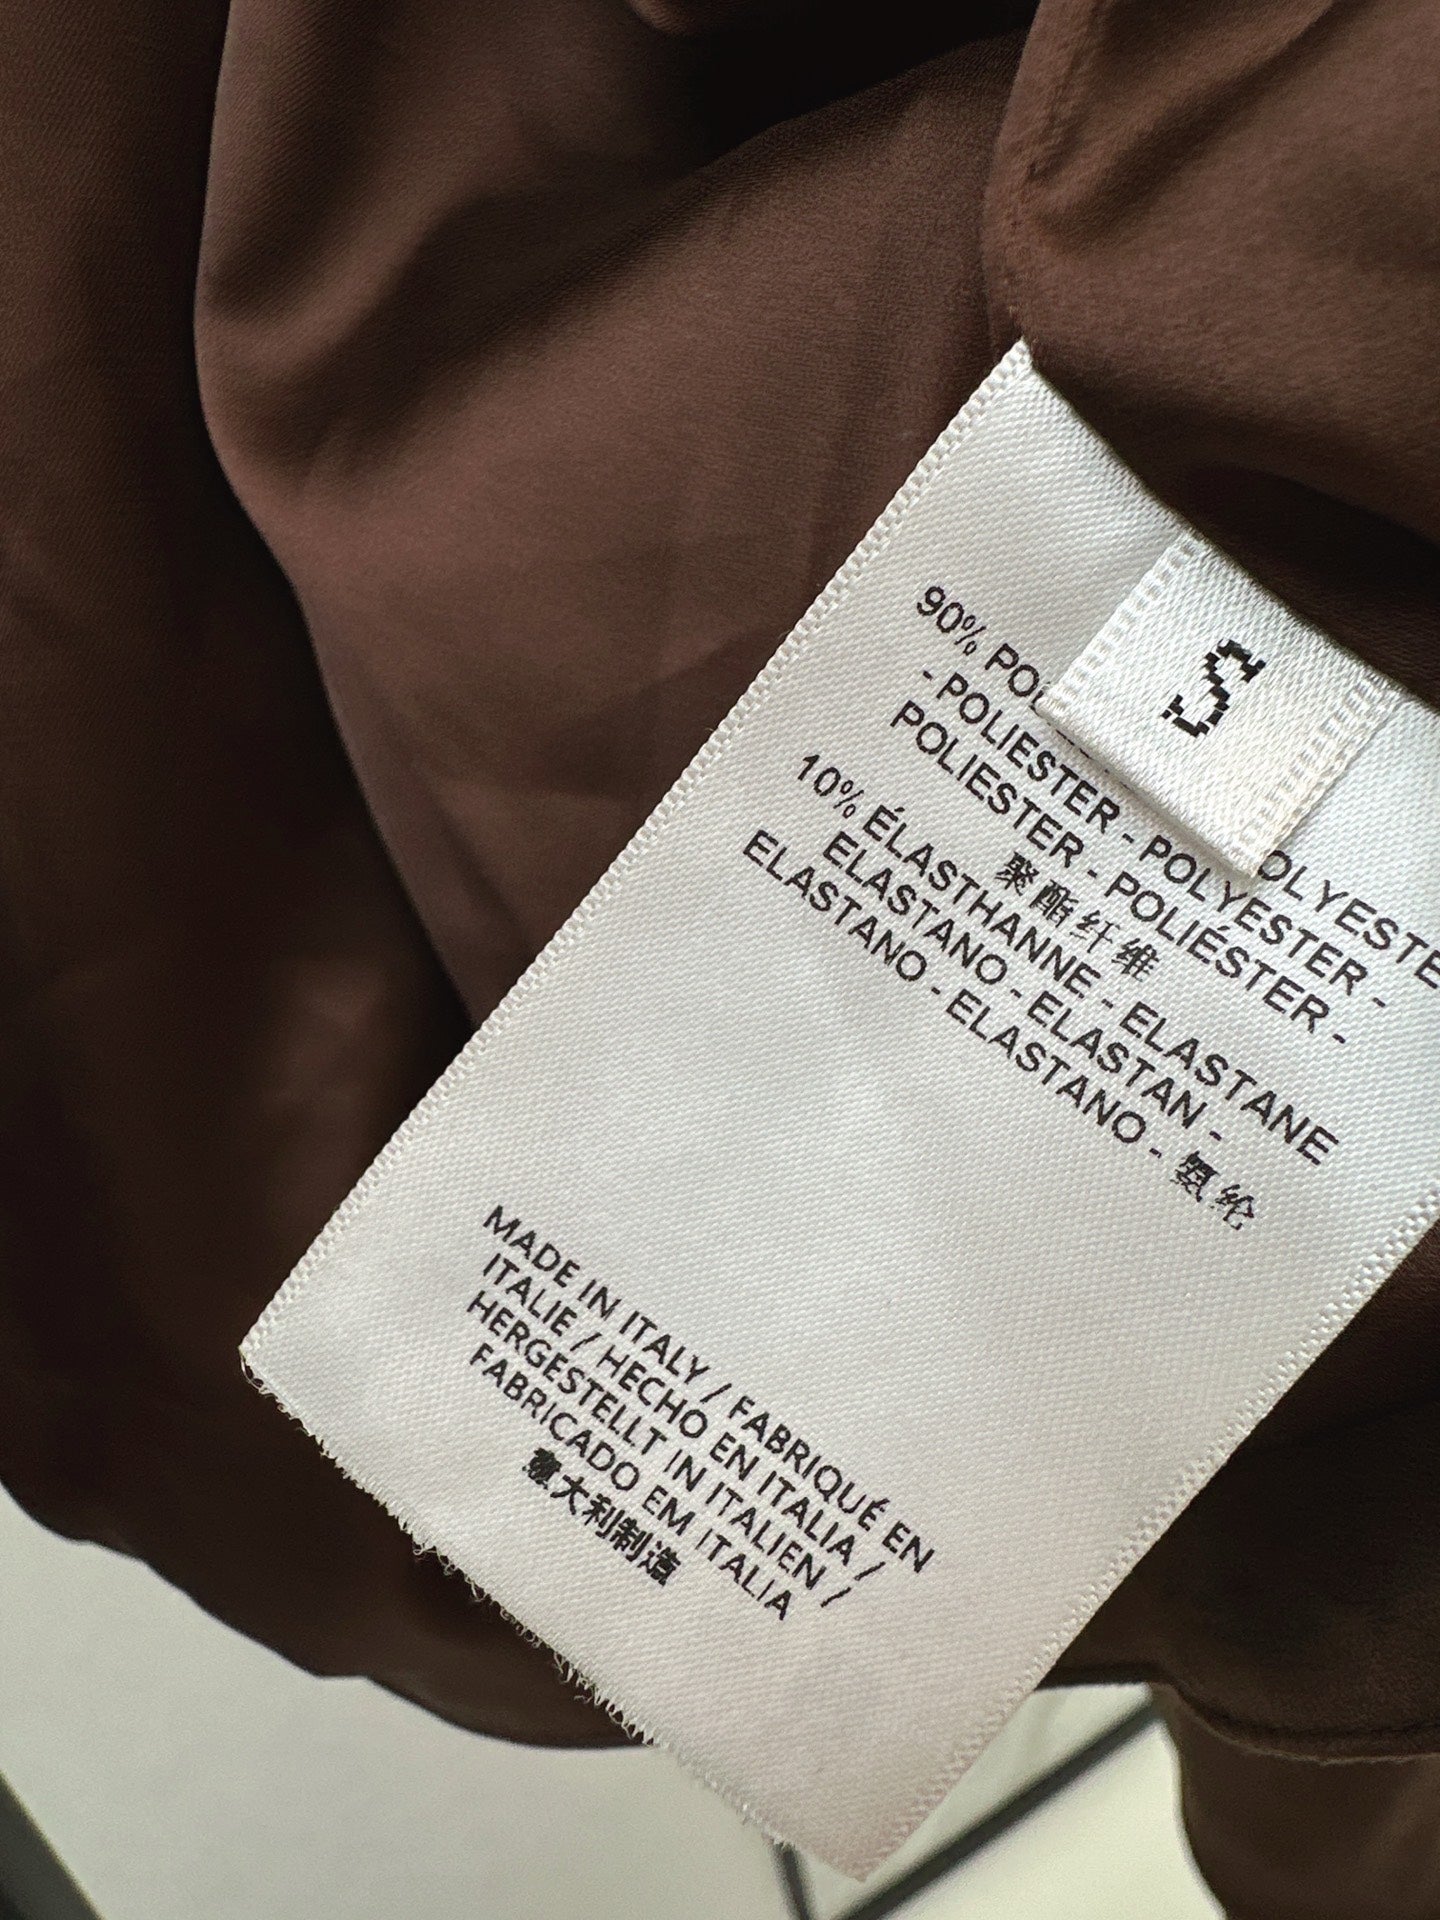 S
90%
- POLIESTER - POLYESTER -
POLIESTER - POLIÉSTER -
聚酯纤维
10% ÉLASTHANNE - ELASTANE
ELASTANO - ELASTAN -
ELASTANO - ELASTANO - 氨纶
MADE IN ITALY / FABRIQUÉ EN
ITALIE / HECHO EN ITALIA /
HERGESTELLT IN ITALIEN /
FABRICADO EM ITALIA
意大利制造